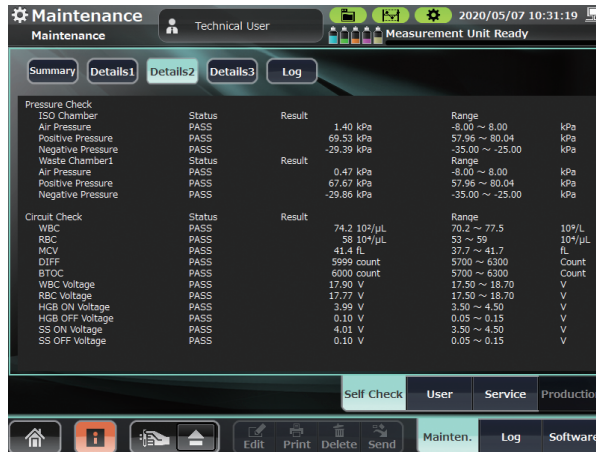 Maintenance
Maintenance
Technical User
2020/05/07 10:31:19
Measurement Unit Ready
Summary Details1 Details2 Details3 Log
Pressure Check
ISO Chamber Status Result Range
Air Pressure PASS 1.40 kPa -8.00 ~ 8.00 kPa
Positive Pressure PASS 69.53 kPa 57.96 ~ 80.04 kPa
Negative Pressure PASS -29.39 kPa -35.00 ~ -25.00 kPa
Waste Chamber1 Status Result Range
Air Pressure PASS 0.47 kPa -8.00 ~ 8.00 kPa
Positive Pressure PASS 67.67 kPa 57.96 ~ 80.04 kPa
Negative Pressure PASS -29.86 kPa -35.00 ~ -25.00 kPa
Circuit Check Status Result Range
WBC PASS 74.2 10²/μL 70.2 ~ 77.5 10⁹/L
RBC PASS 58 10⁴/μL 53 ~ 59 10⁴/μL
MCV PASS 41.4 fL 37.7 ~ 41.7 fL
DIFF PASS 5999 count 5700 ~ 6300 Count
BTOC PASS 6000 count 5700 ~ 6300 Count
WBC Voltage PASS 17.90 V 17.50 ~ 18.70 V
RBC Voltage PASS 17.77 V 17.50 ~ 18.70 V
HGB ON Voltage PASS 3.99 V 3.50 ~ 4.50 V
HGB OFF Voltage PASS 0.10 V 0.05 ~ 0.15 V
SS ON Voltage PASS 4.01 V 3.50 ~ 4.50 V
SS OFF Voltage PASS 0.10 V 0.05 ~ 0.15 V
Self Check User Service Productio
Edit Print Delete Send Mainten. Log Software